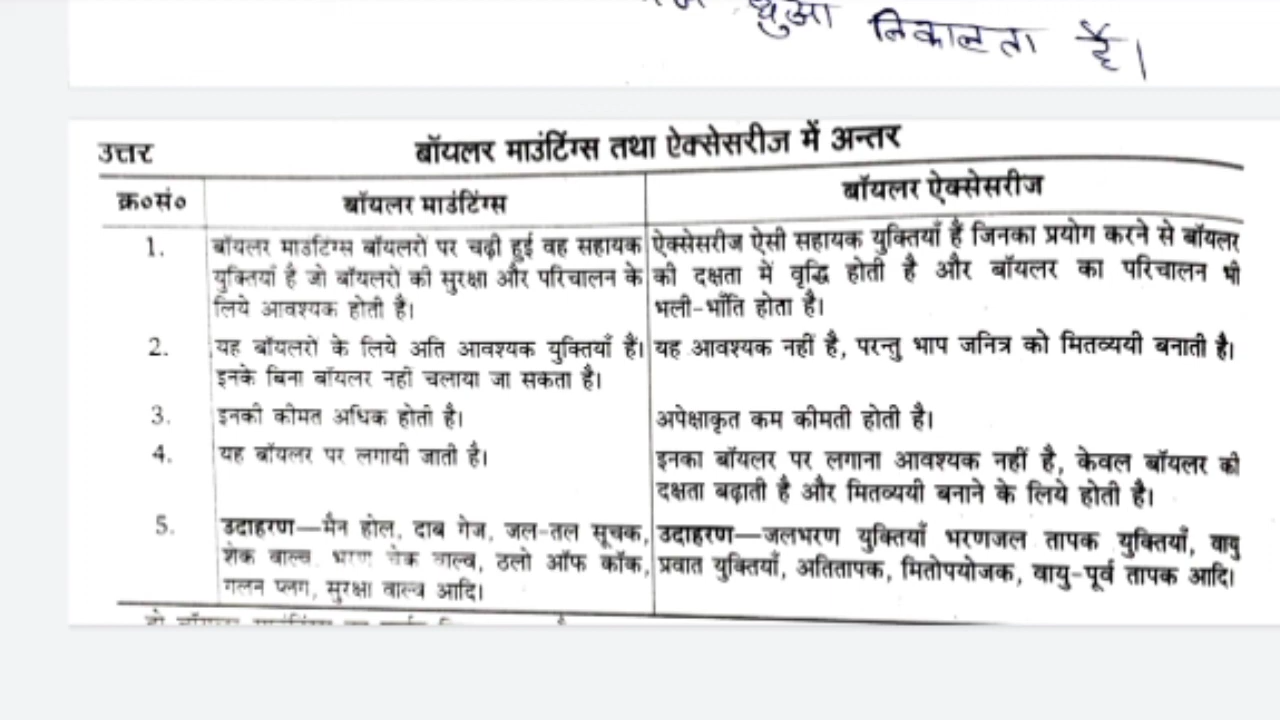 धुआ निकालता है।
उत्तर
बॉयलर माउंटिंग्स तथा ऐक्सेसरीज में अन्तर
क्र०सं०
बॉयलर माउंटिंग्स
बॉयलर ऐक्सेसरीज
1.
बॉयलर माउंटिंग्स बॉयलरों पर चढ़ी हुई वह सहायक
युक्तियाँ है जो बॉयलरों की सुरक्षा और परिचालन के
लिये आवश्यक होती है।
ऐक्सेसरीज ऐसी सहायक युक्तियाँ हैं जिनका प्रयोग करने से बॉयलर
की दक्षता में वृद्धि होती है और बॉयलर का परिचालन भी
भली-भाँति होता है।
2.
यह बॉयलरों के लिये अति आवश्यक युक्तियाँ है।
इनके बिना बॉयलर नहीं चलाया जा सकता है।
यह आवश्यक नहीं है, परन्तु भाप जनित्र को मितव्ययी बनाती है।
3.
इनकी कीमत अधिक होती है।
अपेक्षाकृत कम कीमती होती है।
4.
यह बॉयलर पर लगायी जाती है।
इनका बॉयलर पर लगाना आवश्यक नहीं है, केवल बॉयलर की
दक्षता बढ़ाती है और मितव्ययी बनाने के लिये होती है।
5.
उदाहरण—मैन होल, दाब गेज, जल-तल सूचक,
शेक वाल्व, भरण चेक वाल्व, ठलो ऑफ कॉक,
गलन प्लग, सुरक्षा वाल्व आदि।
उदाहरण—जलभरण युक्तियाँ भरणजल तापक युक्तियाँ, वायु
प्रवात युक्तियाँ, अतितापक, मितोपयोजक, वायु-पूर्व तापक आदि।